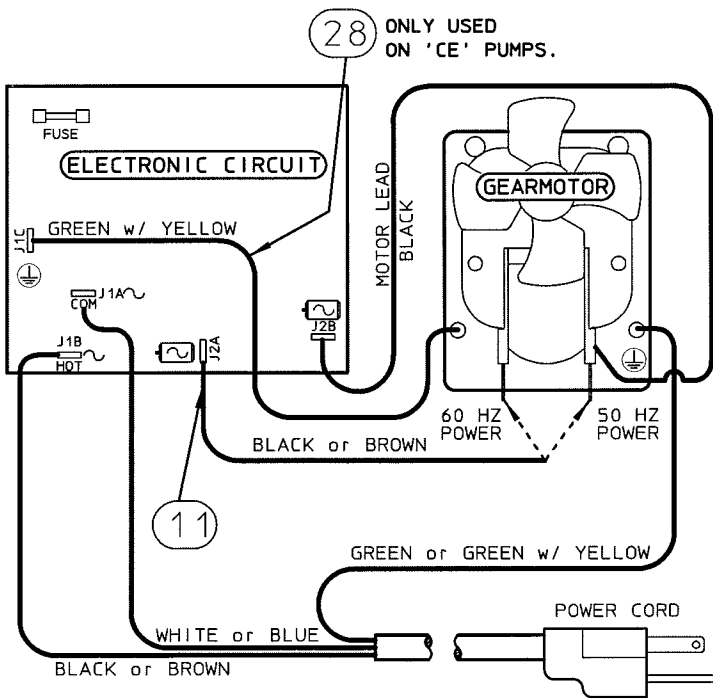 28
ONLY USED
ON 'CE' PUMPS.
FUSE
ELECTRONIC CIRCUIT
GEARMOTOR
MOTOR LEAD
BLACK
J1C
GREEN w/ YELLOW
J1A
COM
J2B
J1B
HOT
J2A
60 HZ
POWER
50 HZ
POWER
BLACK or BROWN
11
GREEN or GREEN w/ YELLOW
POWER CORD
WHITE or BLUE
BLACK or BROWN